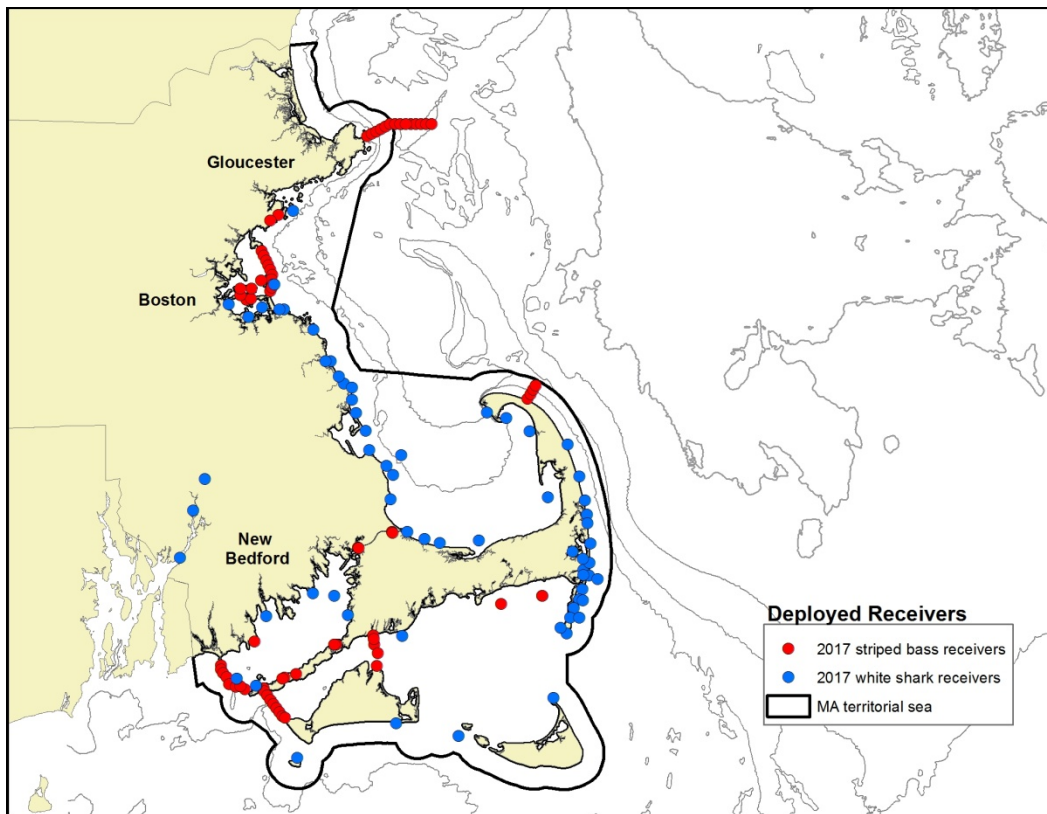 Gloucester
Boston
New
Bedford
Deployed Receivers
2017 striped bass receivers
2017 white shark receivers
MA territorial sea